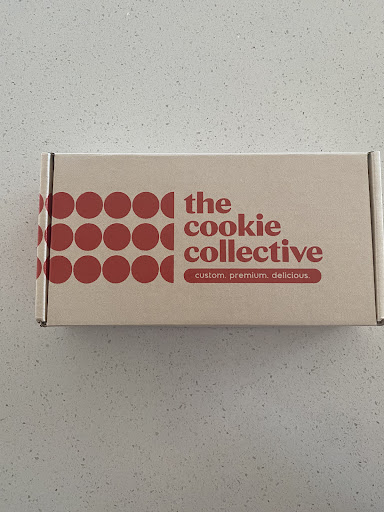 the
cookie
collective
custom. premium. delicious.